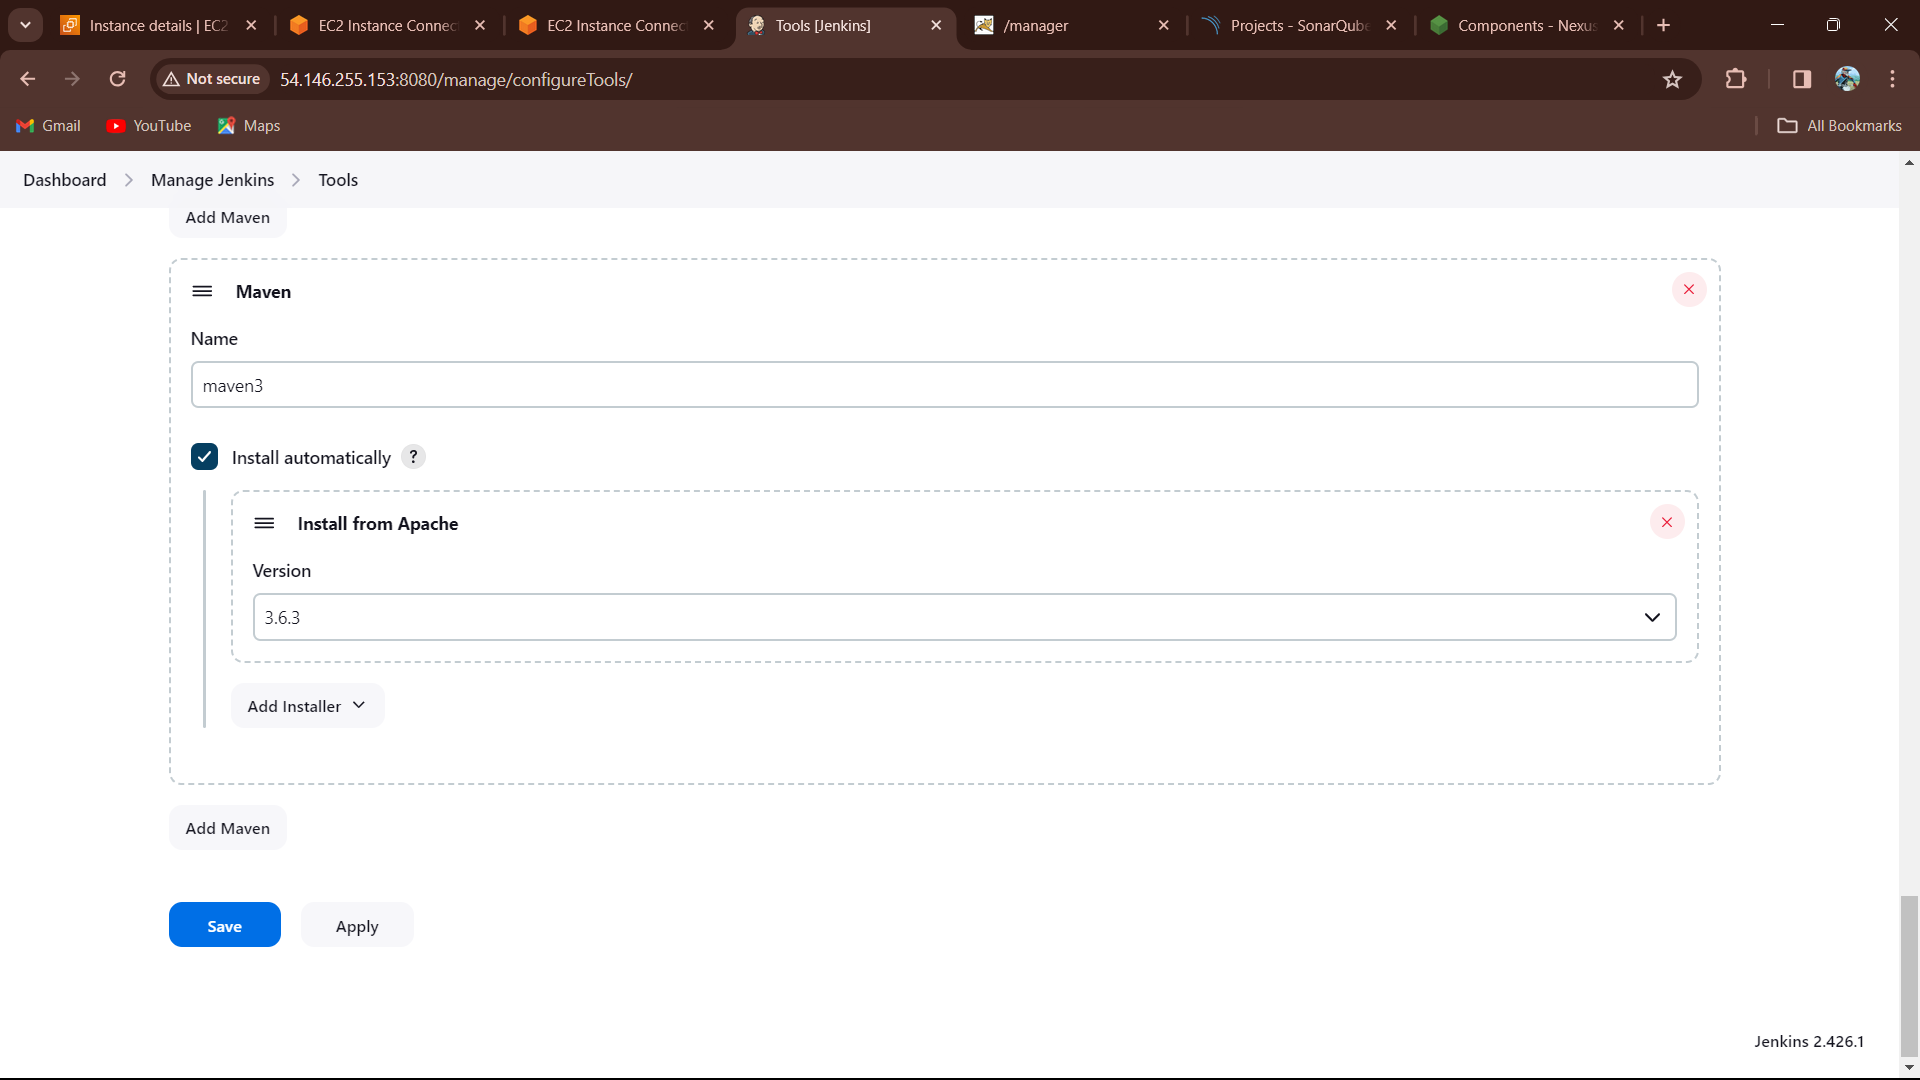 Instance details | EC2
EC2 Instance Connec
EC2 Instance Connec
Tools [Jenkins]
/manager
Projects - SonarQube
Components - Nexus
Not secure
54.146.255.153:8080/manage/configureTools/
Gmail
YouTube
Maps
All Bookmarks
Dashboard
Manage Jenkins
Tools
Add Maven
Maven
Name
maven3
Install automatically
?
Install from Apache
Version
3.6.3
Add Installer
Add Maven
Save
Apply
Jenkins 2.426.1